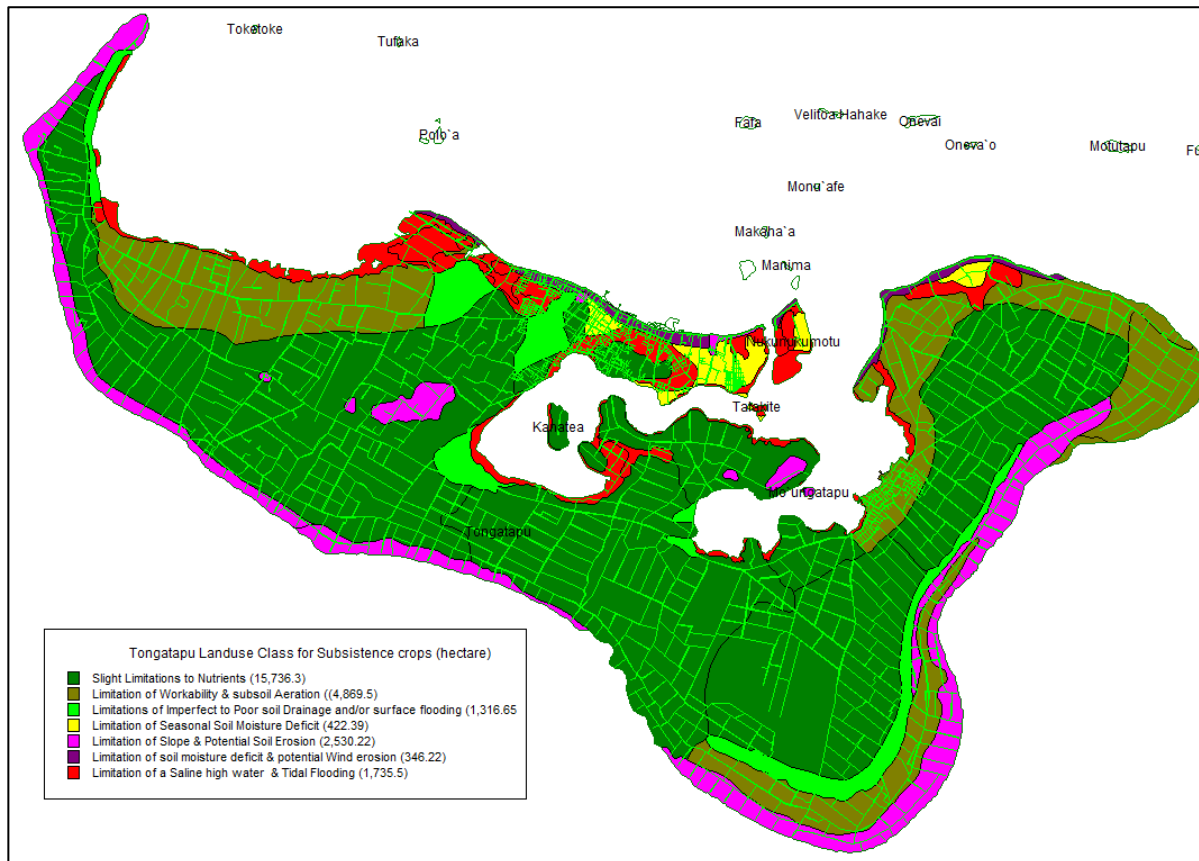 Toketoke
Tufaka
Polo`a
Fafa
Velitoa-Hahake
Onevai
Oneva`o
Motutapu
Monu`afe
Makaha`a
Manima
Nukunukumotu
Tatakite
Kanatea
Mo`ungatapu
Tongatapu
Tongatapu Landuse Class for Subsistence crops (hectare)
Slight Limitations to Nutrients (15,736.3)
Limitation of Workability & subsoil Aeration ((4,869.5)
Limitations of Imperfect to Poor soil Drainage and/or surface flooding (1,316.65
Limitation of Seasonal Soil Moisture Deficit (422.39)
Limitation of Slope & Potential Soil Erosion (2,530.22)
Limitation of soil moisture deficit & potential Wind erosion (346.22)
Limitation of a Saline high water & Tidal Flooding (1,735.5)